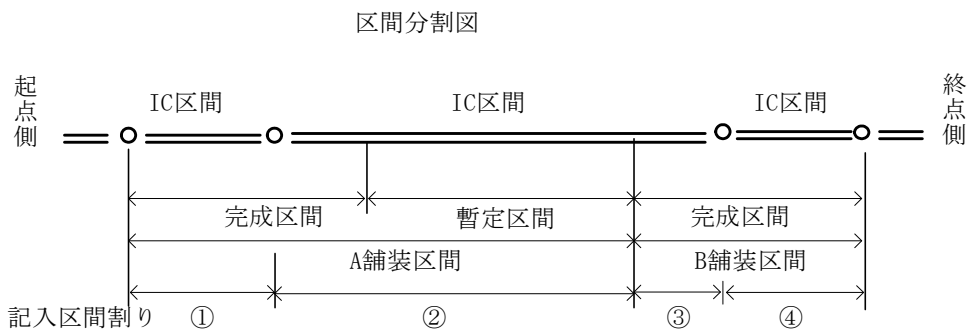 区間分割図
起点側
終点側
IC区間 IC区間 IC区間
完成区間 暫定区間 完成区間
A舗装区間 B舗装区間
記入区間割り ① ② ③ ④